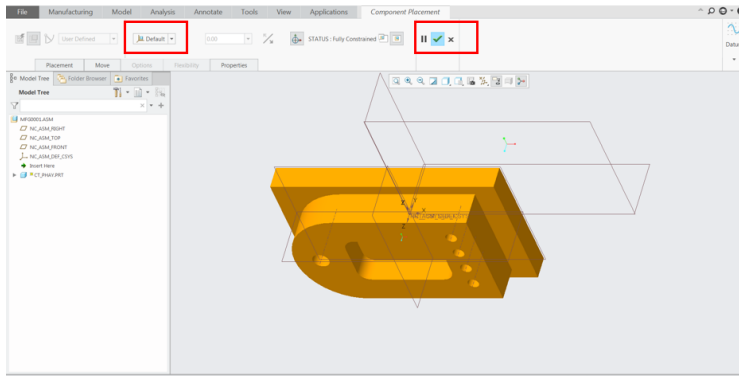 File Manufacturing Model Analysis Annotate Tools View Applications Component Placement
User Defined Default 0.00 STATUS : Fully Constrained
Datum
Placement Move Options Flexibility Properties
Model Tree Folder Browser Favorites
Model Tree
MFG0001.ASM
NC_ASM_RIGHT
NC_ASM_TOP
NC_ASM_FRONT
NC_ASM_DEF_CSYS
Insert Here
CT_PHAY.PRT
Y
X
Z
Z